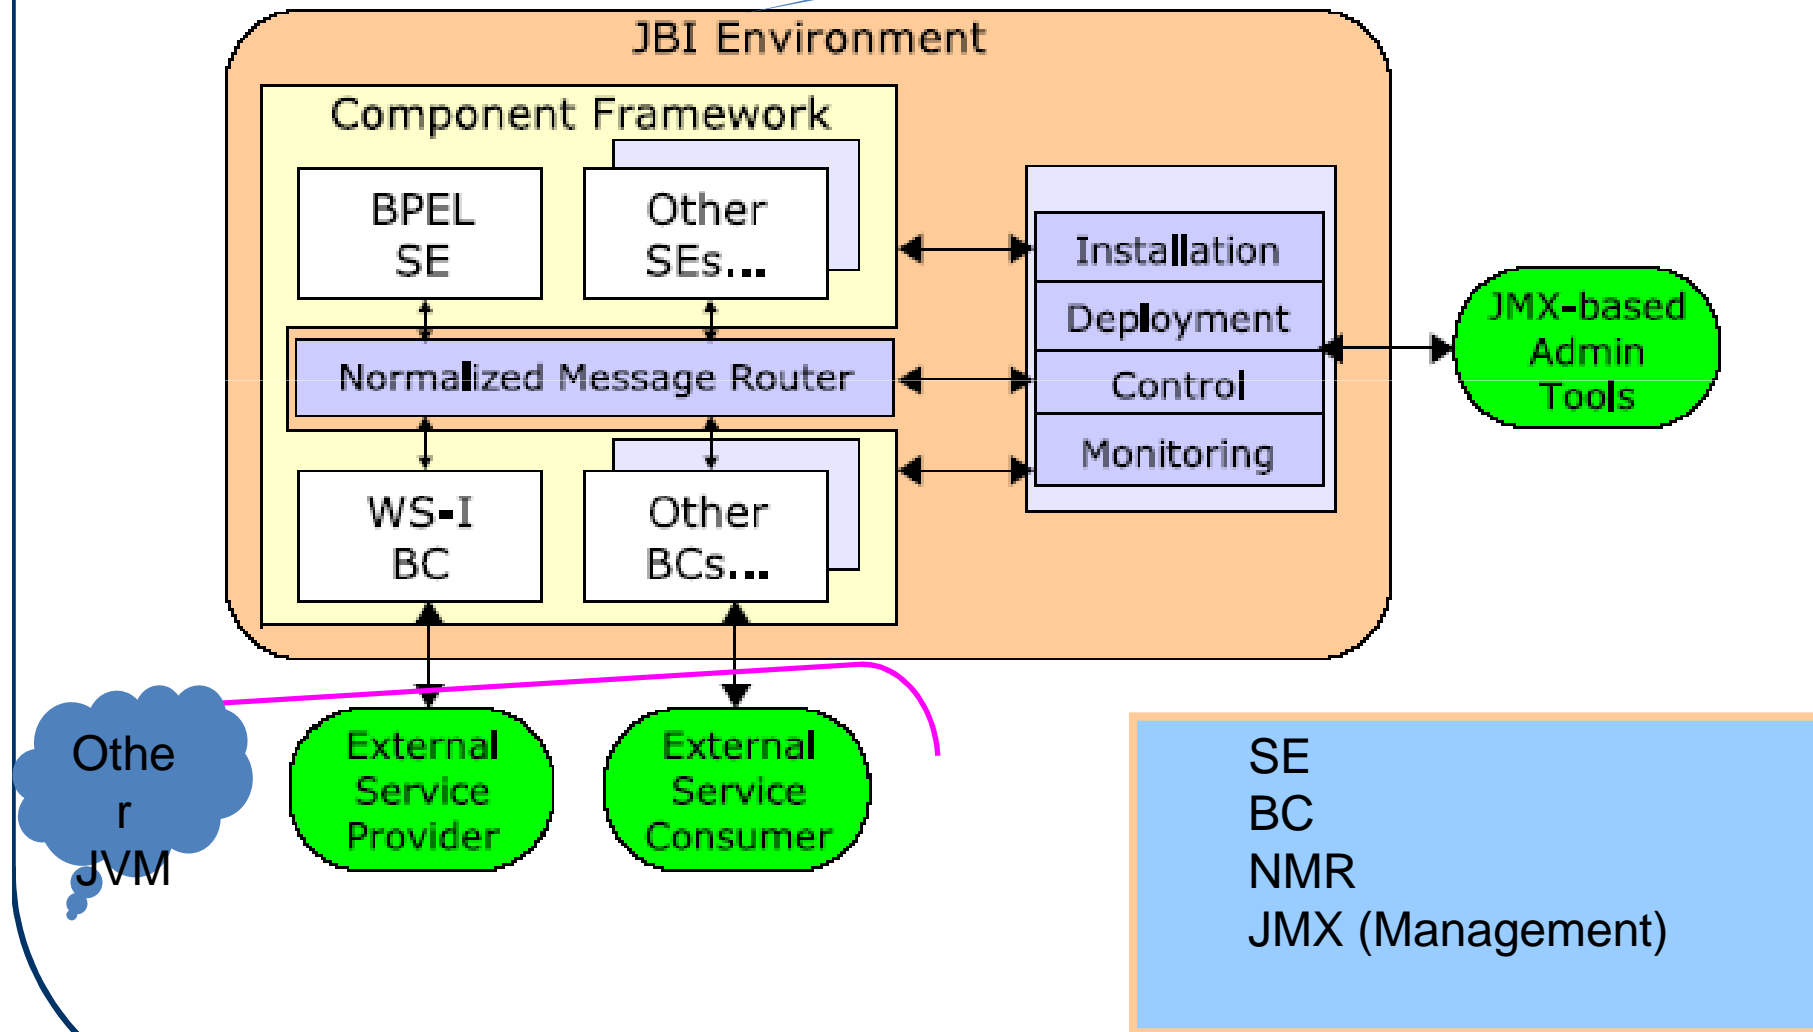 JBI Environment
Component Framework
BPEL
SE
Other
SEs...
Normalized Message Router
WS-I
BC
Other
BCs...
Installation
Deployment
Control
Monitoring
JMX-based
Admin
Tools
Othe
r
JVM
External
Service
Provider
External
Service
Consumer
SE
BC
NMR
JMX (Management)